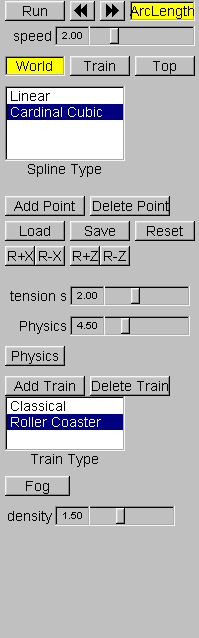 Run ArcLength
speed 2.00
World Train Top
Linear
Cardinal Cubic
Spline Type
Add Point Delete Point
Load Save Reset
R+X R-X R+Z R-Z
tension s 2.00
Physics 4.50
Physics
Add Train Delete Train
Classical
Roller Coaster
Train Type
Fog
density 1.50